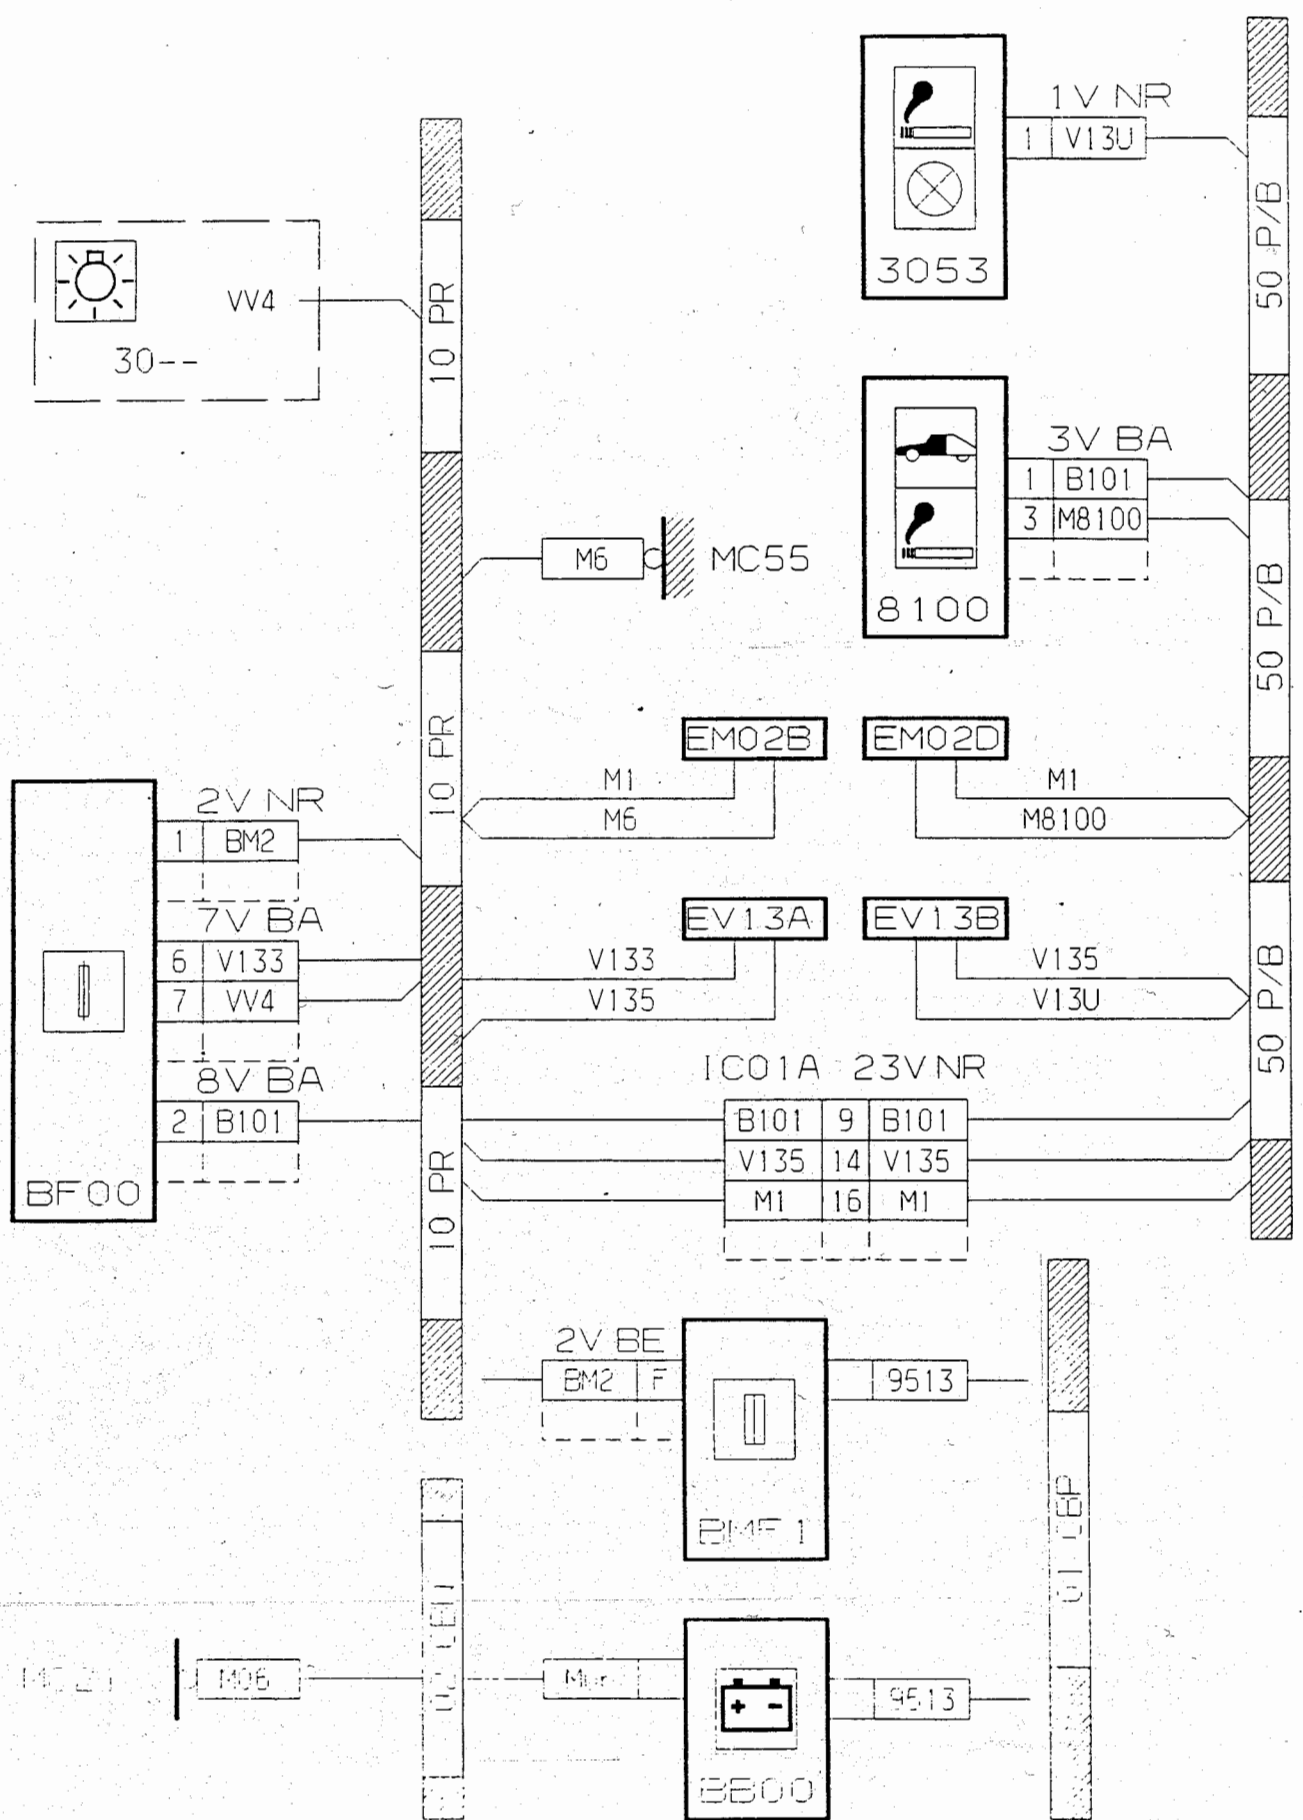 1V NR
1 V13U
3053
50 P/B
VV4
30--
10 PR
3V BA
1 B101
3 M8100
8100
M6 MC55
50 P/B
10 PR
EM02B EM02D
M1 M1
M6 M8100
2V NR
1 BM2
7V BA
6 V133
7 VV4
8V BA
2 B101
BF00
EV13A EV13B
V133 V135
V135 V13U
50 P/B
IC01A 23V NR
B101 9 B101
V135 14 V135
M1 16 M1
10 PR
2V BE
BM2 F 9513
BMF1
M06
9513
BB00